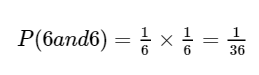 P(6and6) = 1/6 × 1/6 = 1/36